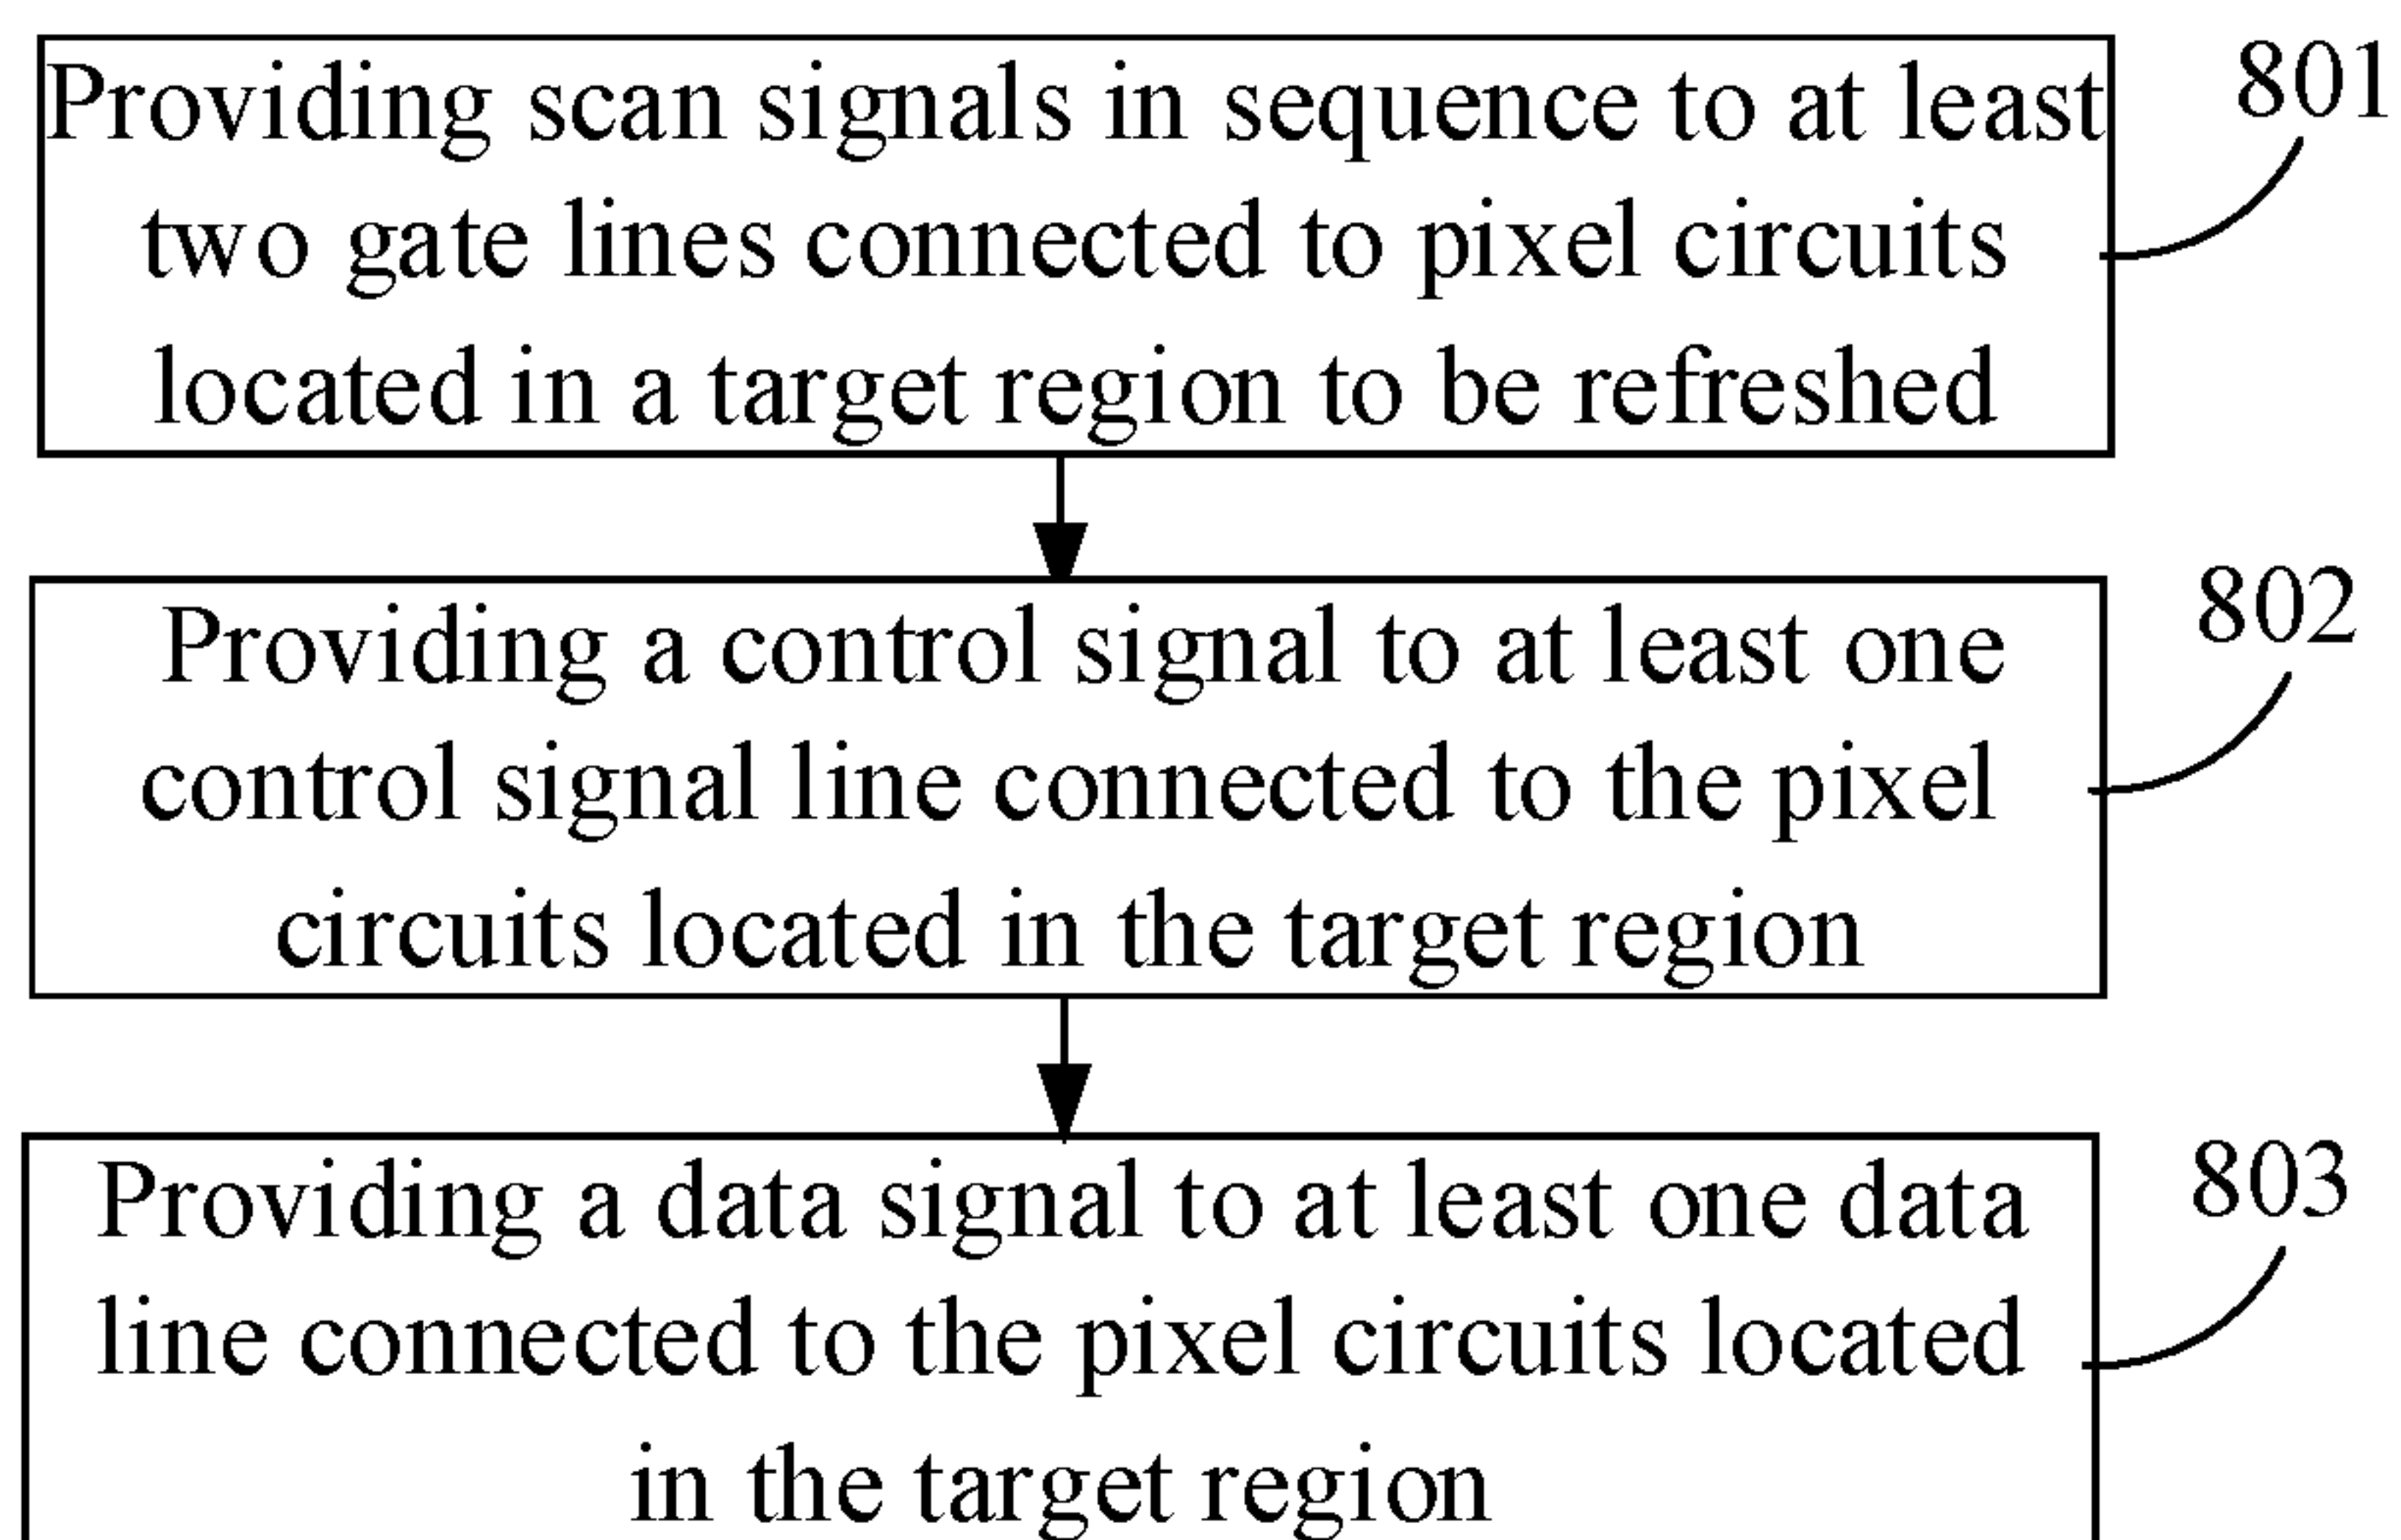 Providing scan signals in sequence to at least
two gate lines connected to pixel circuits
located in a target region to be refreshed
801
Providing a control signal to at least one
control signal line connected to the pixel
circuits located in the target region
802
Providing a data signal to at least one data
line connected to the pixel circuits located
in the target region
803